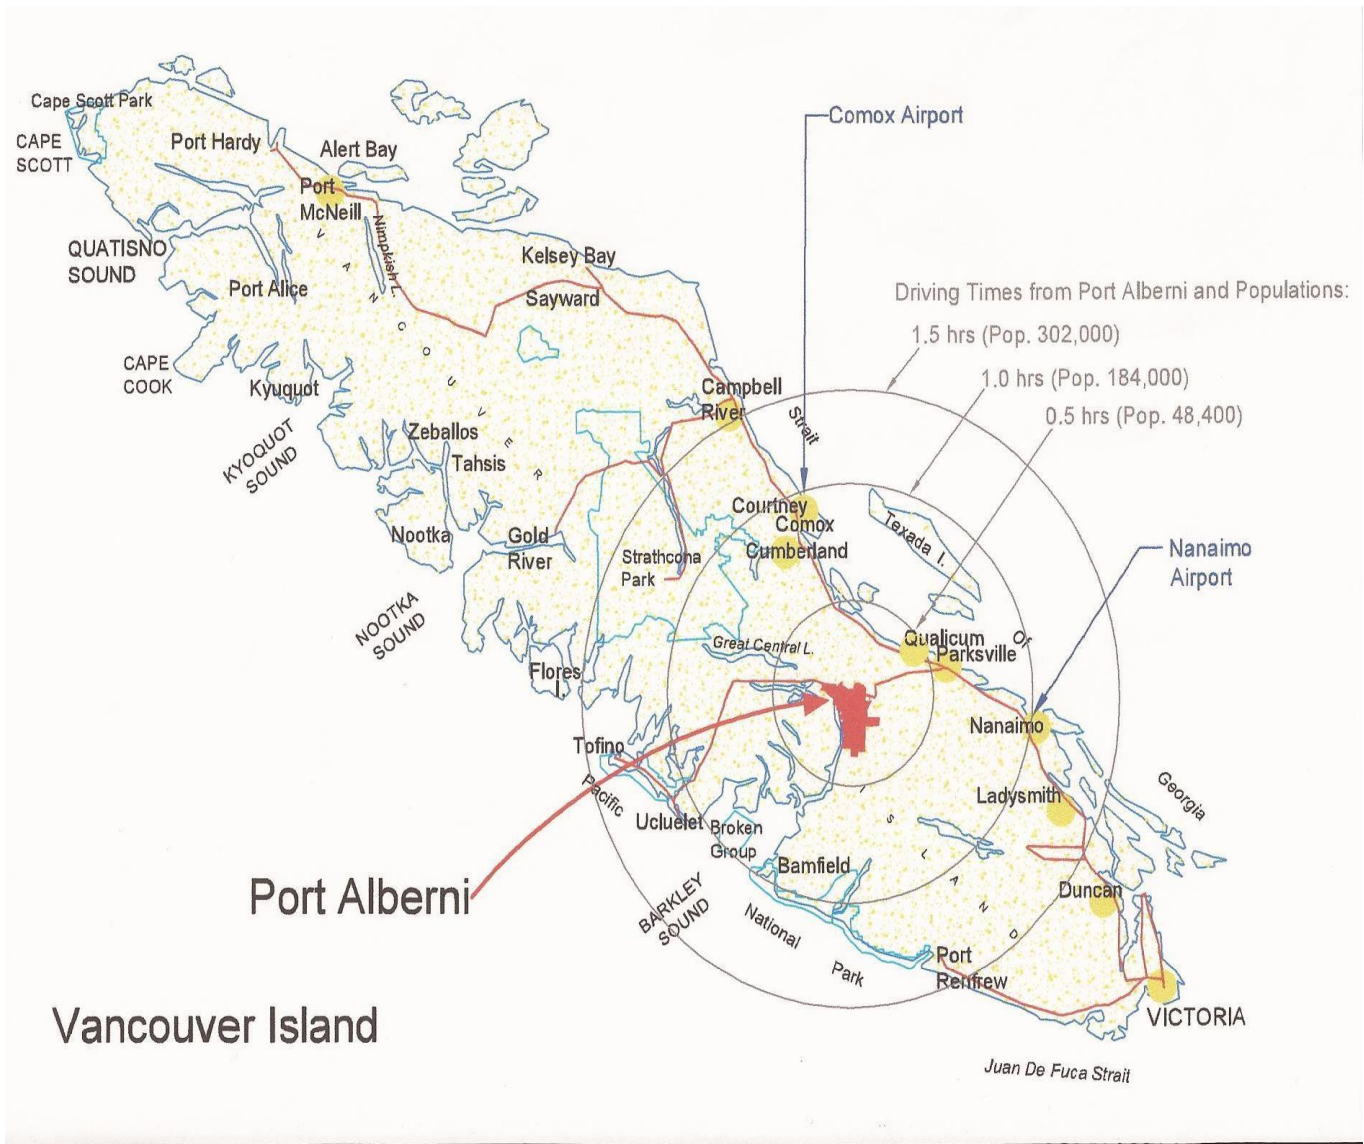 Cape Scott Park
CAPE
SCOTT
Port Hardy
Alert Bay
Comox Airport
Port
McNeill
Nimpkish L.
QUATISNO
SOUND
Port Alice
Kelsey Bay
Sayward
VANCOUVER
Driving Times from Port Alberni and Populations:
1.5 hrs (Pop. 302,000)
1.0 hrs (Pop. 184,000)
0.5 hrs (Pop. 48,400)
CAPE
COOK
Kyuquot
KYOQUOT
SOUND
Campbell
River
Strait
Zeballos
Tahsis
Nootka
Gold
River
Courtney
Comox
Cumberland
Texada I.
Strathcona
Park
Nanaimo
Airport
NOOTKA
SOUND
Great Central L.
Qualicum
Parksville
Of
Flores
I.
Nanaimo
Tofino
Pacific
Ucluelet
Broken
Group
Ladysmith
Georgia
ISLAND
Bamfield
Duncan
Port Alberni
BARKLEY
SOUND
National
Park
Port
Renfrew
Vancouver Island
VICTORIA
Juan De Fuca Strait